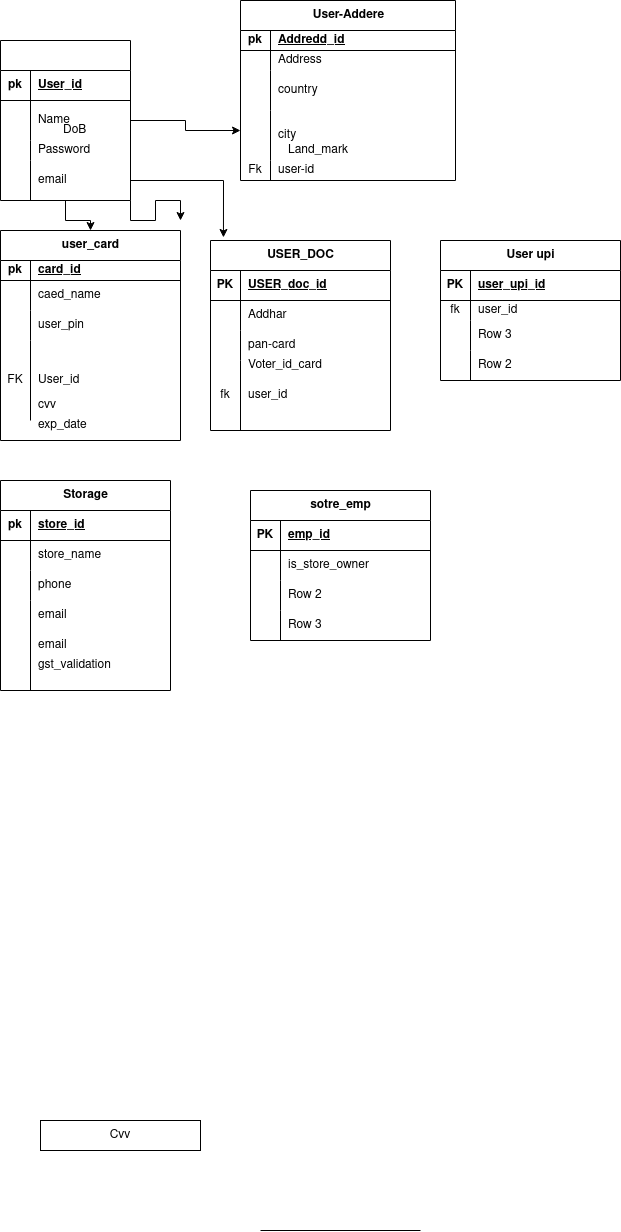 User-Addere
pk Addredd_id
Address
country
city
Land_mark
Fk user-id
pk User_id
Name
DoB
Password
email
user_card
pk card_id
caed_name
user_pin
FK User_id
cvv
exp_date
USER_DOC
PK USER_doc_id
Addhar
pan-card
Voter_id_card
fk user_id
User upi
PK user_upi_id
fk user_id
Row 3
Row 2
Storage
pk store_id
store_name
phone
email
email
gst_validation
sotre_emp
PK emp_id
is_store_owner
Row 2
Row 3
Cvv